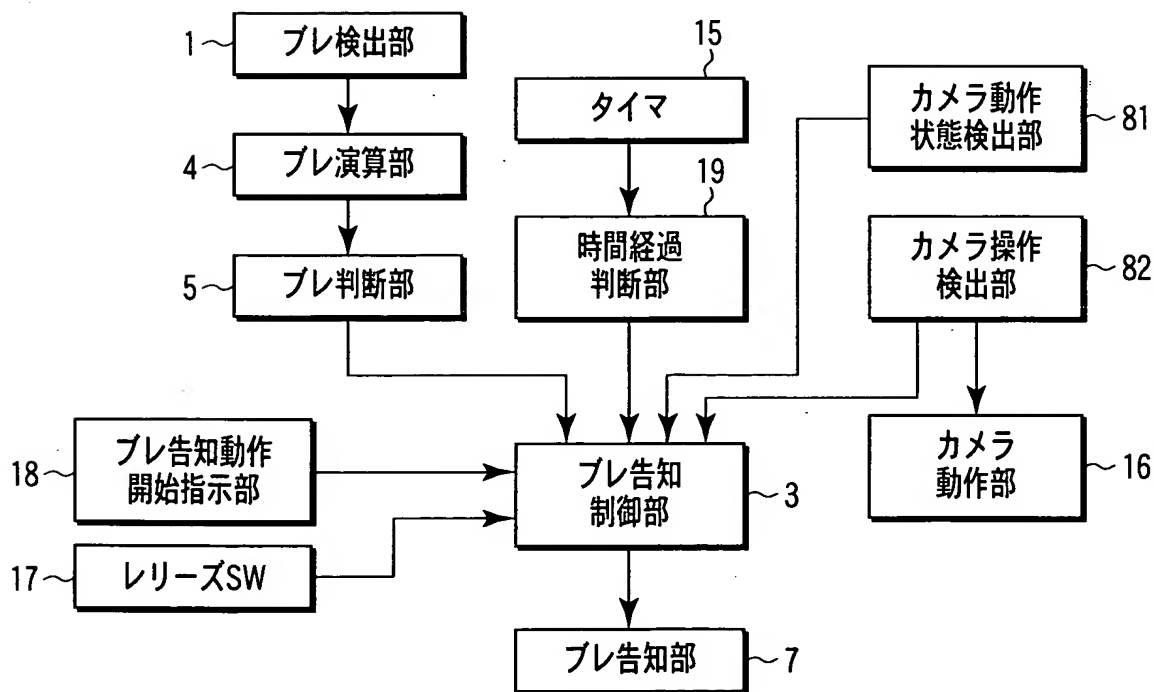 1
ブレ検出部
15
タイマ
カメラ動作
状態検出部
81
4
ブレ演算部
19
時間経過
判断部
カメラ操作
検出部
82
5
ブレ判断部
18
ブレ告知動作
開始指示部
ブレ告知
制御部
3
カメラ
動作部
16
17
レリーズSW
ブレ告知部
7